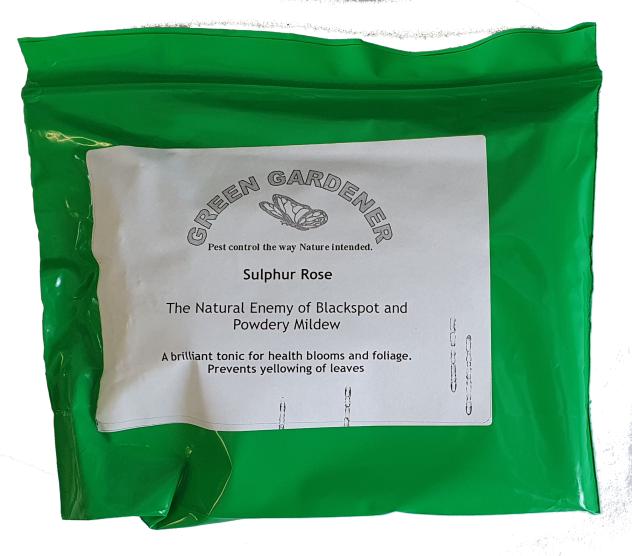 GREEN GARDENER
Pest control the way Nature intended.
Sulphur Rose
The Natural Enemy of Blackspot and
Powdery Mildew
A brilliant tonic for health blooms and foliage.
Prevents yellowing of leaves